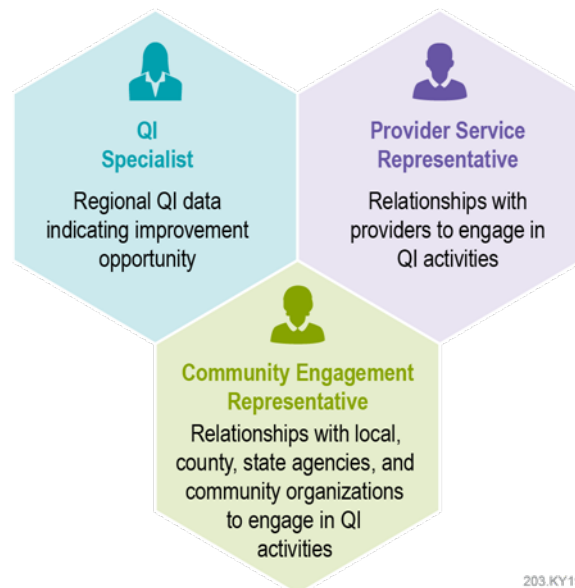 QI
Specialist
Regional QI data
indicating improvement
opportunity
Provider Service
Representative
Relationships with
providers to engage in
QI activities
Community Engagement
Representative
Relationships with local,
county, state agencies, and
community organizations
to engage in QI
activities
203.KY1